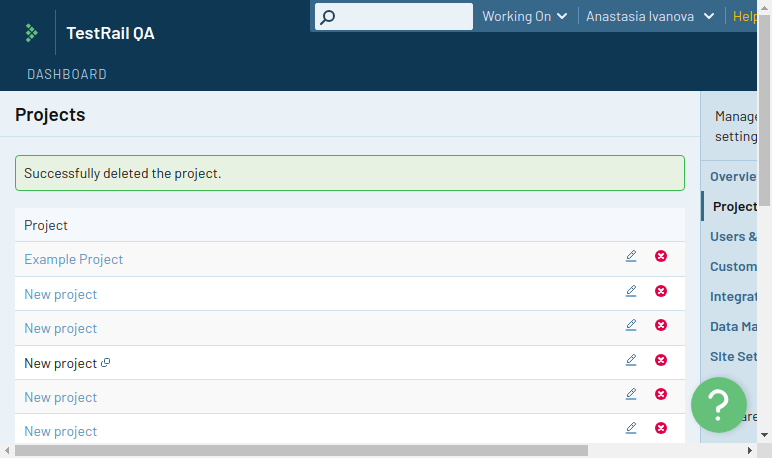 TestRail QA
Working On
Anastasia Ivanova
Help
DASHBOARD
Projects
Manage
setting
Successfully deleted the project.
Overvie
Project
Users &
Custom
Integrat
Data Ma
Site Set
Project
Example Project
New project
New project
New project
New project
New project